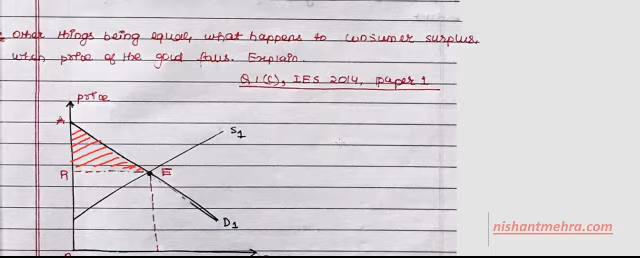 other things being equal, what happens to consumer surplus,
when price of the good falls. Explain.
Q1(c), IES 2014, paper 1
price
A
S1
P1
E
D1
nishantmehra.com